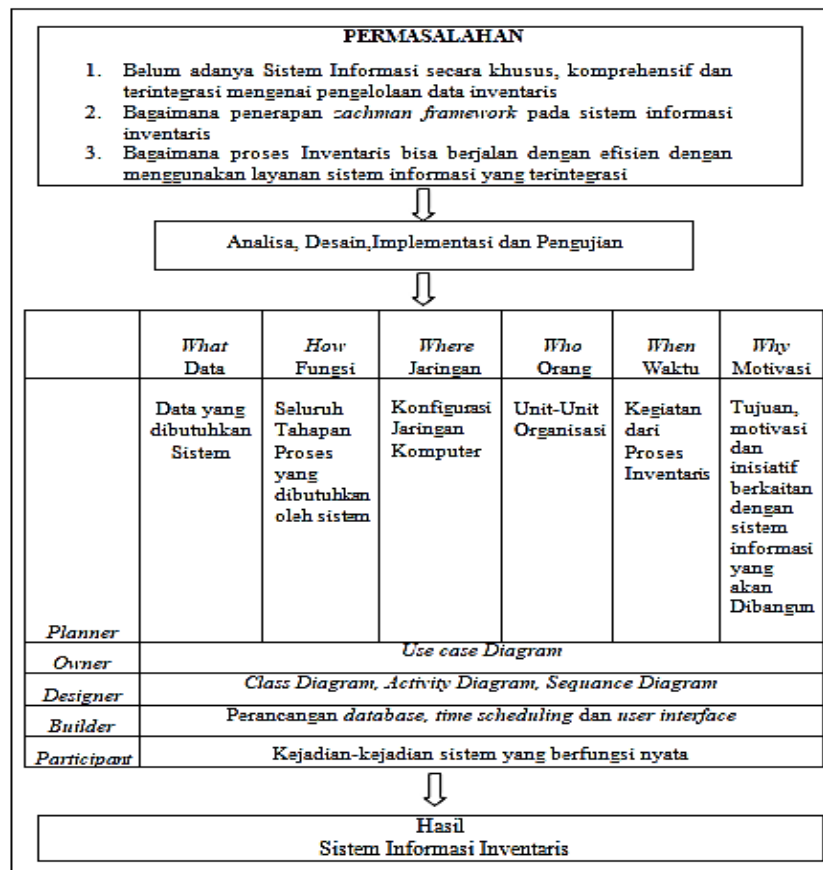 PERMASALAHAN
1. Belum adanya Sistem Informasi secara khusus, komprehensif dan
terintegrasi mengenai pengelolaan data inventaris
2. Bagaimana penerapan zachman framework pada sistem informasi
inventaris
3. Bagaimana proses Inventaris bisa berjalan dengan efisien dengan
menggunakan layanan sistem informasi yang terintegrasi
Analisa, Desain,Implementasi dan Pengujian
What
Data
How
Fungsi
Where
Jaringan
Who
Orang
When
Waktu
Why
Motivasi
Planner
Data yang
dibutuhkan
Sistem
Seluruh
Tahapan
Proses
yang
dibutuhkan
oleh sistem
Konfigurasi
Jaringan
Komputer
Unit-Unit
Organisasi
Kegiatan
dari
Proses
Inventaris
Tujuan,
motivasi
dan
inisiatif
berkaitan
dengan
sistem
informasi
yang
akan
Dibangun
Owner
Use case Diagram
Designer
Class Diagram, Activity Diagram, Sequance Diagram
Builder
Perancangan database, time scheduling dan user interface
Participant
Kejadian-kejadian sistem yang berfungsi nyata
Hasil
Sistem Informasi Inventaris